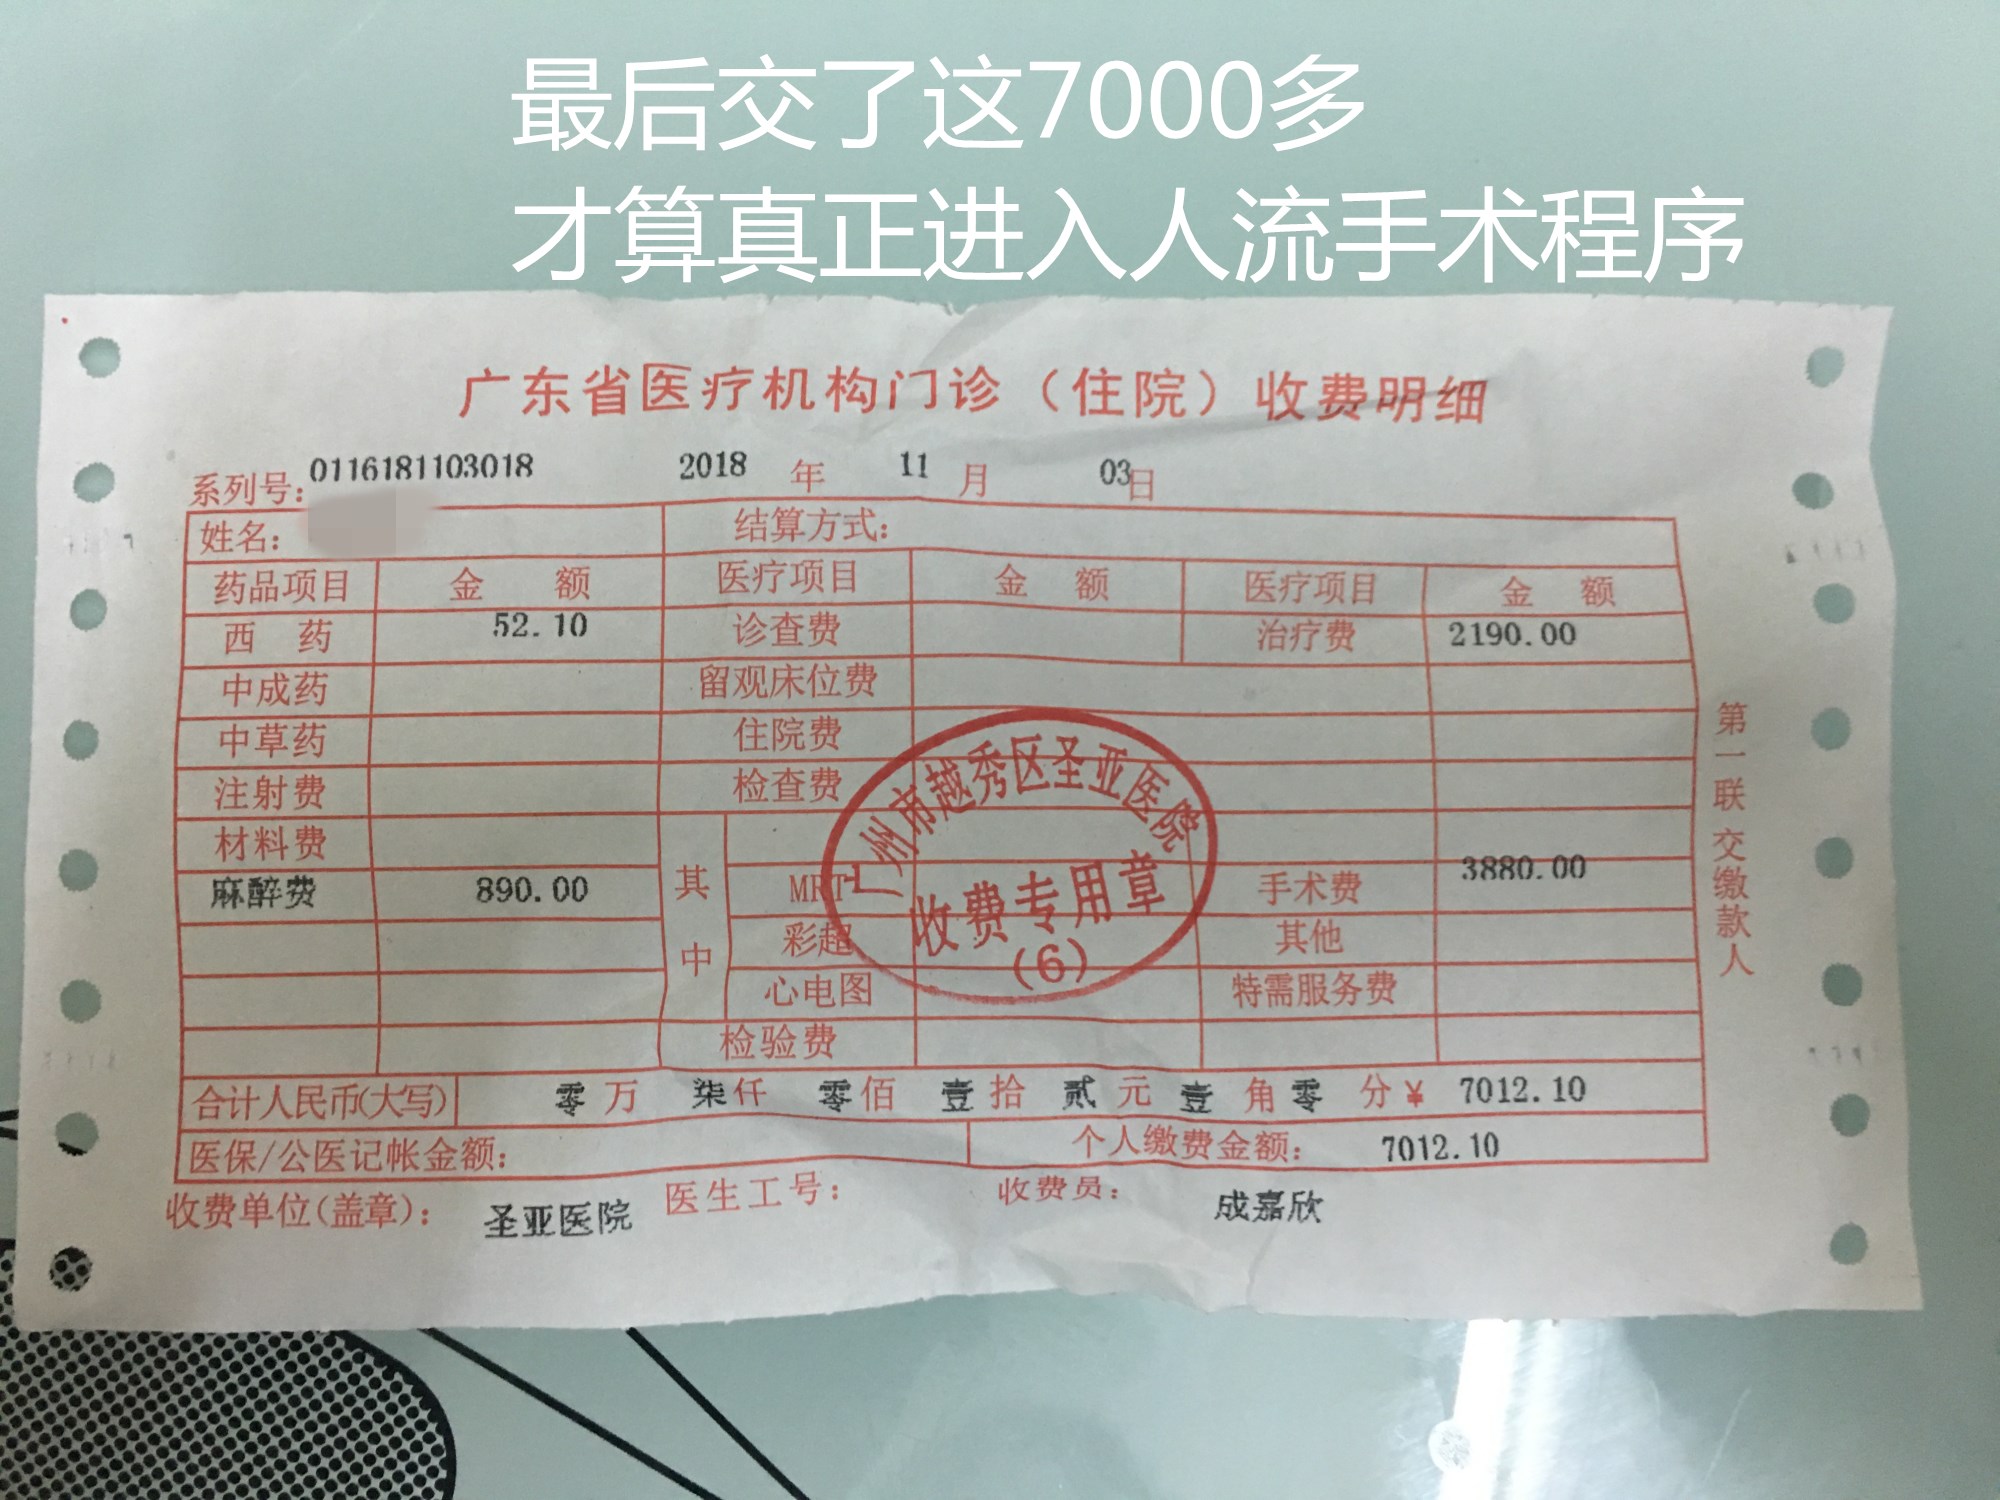 最后交了这7000多
才算真正进入人流手术程序
广东省医疗机构门诊（住院）收费明细
系列号：0116181103018 2018 年 11 月 03日
姓名： 结算方式：
药品项目 金额 医疗项目 金额 医疗项目 金额
西药 52.10 诊查费 治疗费 2190.00
中成药 留观床位费
中草药 住院费
注射费 检查费
材料费
麻醉费 890.00 其中 MRT 手术费 3880.00
彩超 其他
心电图 特需服务费
检验费
广州市越秀区圣亚医院
收费专用章
(6)
合计人民币(大写) 零万 柒仟 零佰 壹拾 贰元 壹角 零分 ¥ 7012.10
医保/公医记帐金额： 个人缴费金额： 7012.10
收费单位(盖章)： 圣亚医院 医生工号： 收费员： 成嘉欣
第一联 交缴款人